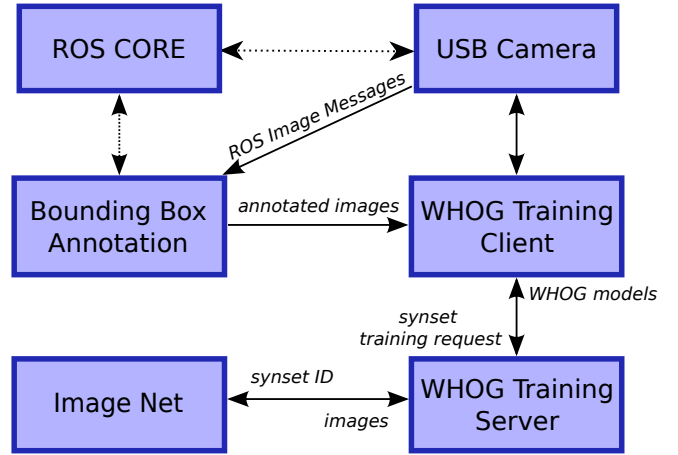 ROS CORE
USB Camera
ROS Image Messages
Bounding Box
Annotation
annotated images
WHOG Training
Client
WHOG models
synset
training request
Image Net
synset ID
images
WHOG Training
Server